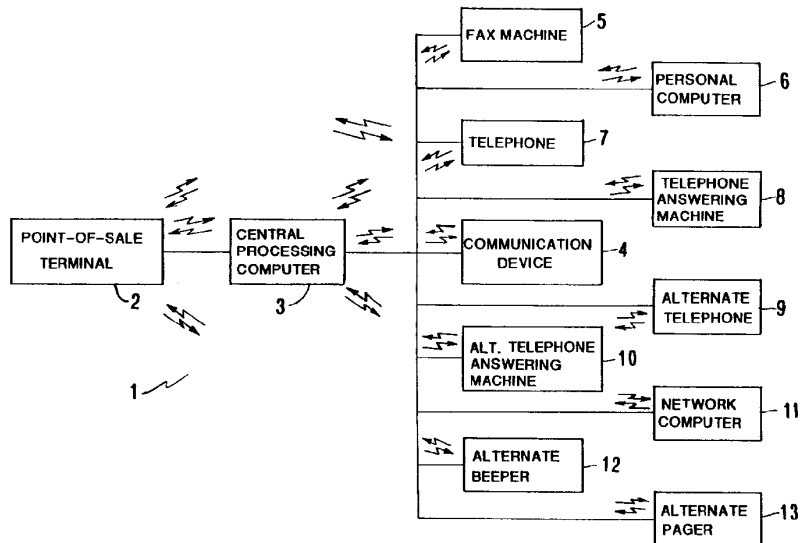 FAX MACHINE
5
PERSONAL
COMPUTER
6
TELEPHONE
7
TELEPHONE
ANSWERING
MACHINE
8
POINT-OF-SALE
TERMINAL
2
CENTRAL
PROCESSING
COMPUTER
3
COMMUNICATION
DEVICE
4
ALTERNATE
TELEPHONE
9
ALT. TELEPHONE
ANSWERING
MACHINE
10
1
NETWORK
COMPUTER
11
ALTERNATE
BEEPER
12
ALTERNATE
PAGER
13